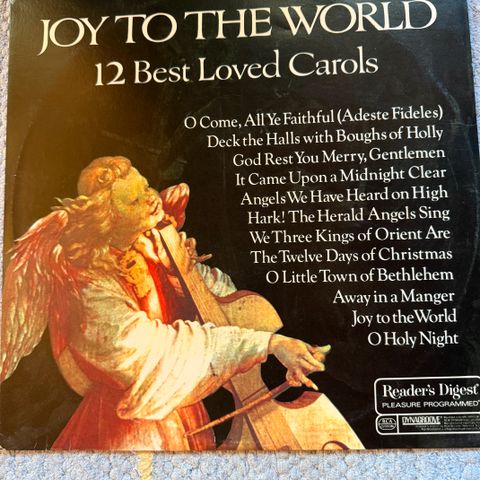 JOY TO THE WORLD
12 Best Loved Carols
O Come, All Ye Faithful (Adeste Fideles)
Deck the Halls with Boughs of Holly
God Rest You Merry, Gentlemen
It Came Upon a Midnight Clear
Angels We Have Heard on High
Hark! The Herald Angels Sing
We Three Kings of Orient Are
The Twelve Days of Christmas
O Little Town of Bethlehem
Away in a Manger
Joy to the World
O Holy Night
Reader's Digest
PLEASURE PROGRAMMED
RCA
DYNAGROOVE